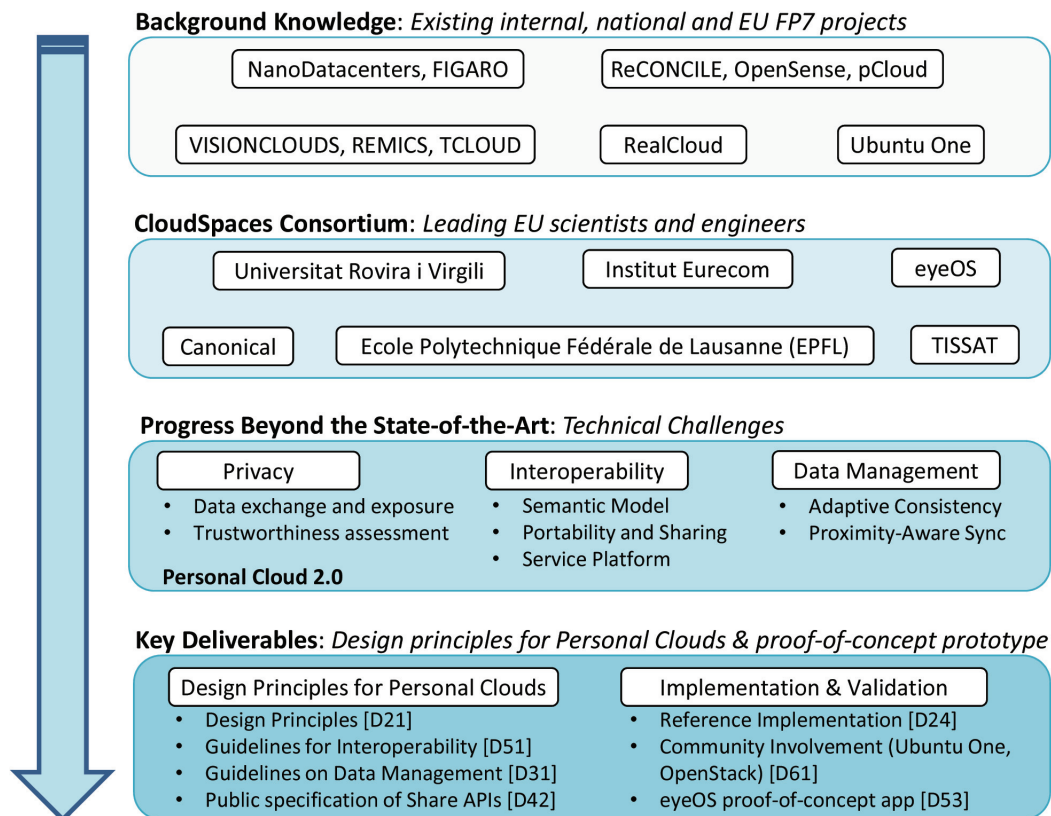 Background Knowledge: Existing internal, national and EU FP7 projects
NanoDatacenters, FIGARO
ReCONCILE, OpenSense, pCloud
VISIONCLOUDS, REMICS, TCLOUD
RealCloud
Ubuntu One
CloudSpaces Consortium: Leading EU scientists and engineers
Universitat Rovira i Virgili
Institut Eurecom
eyeOS
Canonical
Ecole Polytechnique Fédérale de Lausanne (EPFL)
TISSAT
Progress Beyond the State-of-the-Art: Technical Challenges
Privacy
• Data exchange and exposure
• Trustworthiness assessment
Interoperability
• Semantic Model
• Portability and Sharing
• Service Platform
Data Management
• Adaptive Consistency
• Proximity-Aware Sync
Personal Cloud 2.0
Key Deliverables: Design principles for Personal Clouds & proof-of-concept prototype
Design Principles for Personal Clouds
• Design Principles [D21]
• Guidelines for Interoperability [D51]
• Guidelines on Data Management [D31]
• Public specification of Share APIs [D42]
Implementation & Validation
• Reference Implementation [D24]
• Community Involvement (Ubuntu One,
OpenStack) [D61]
• eyeOS proof-of-concept app [D53]